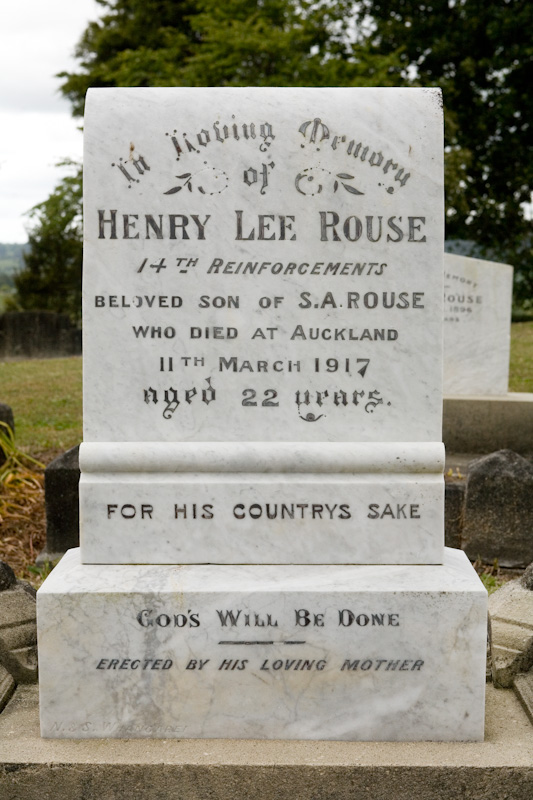 In Loving Memory
of
HENRY LEE ROUSE
14TH REINFORCEMENTS
BELOVED SON OF S.A. ROUSE
WHO DIED AT AUCKLAND
11TH MARCH 1917
aged 22 years.
FOR HIS COUNTRYS SAKE
GOD'S WILL BE DONE
ERECTED BY HIS LOVING MOTHER